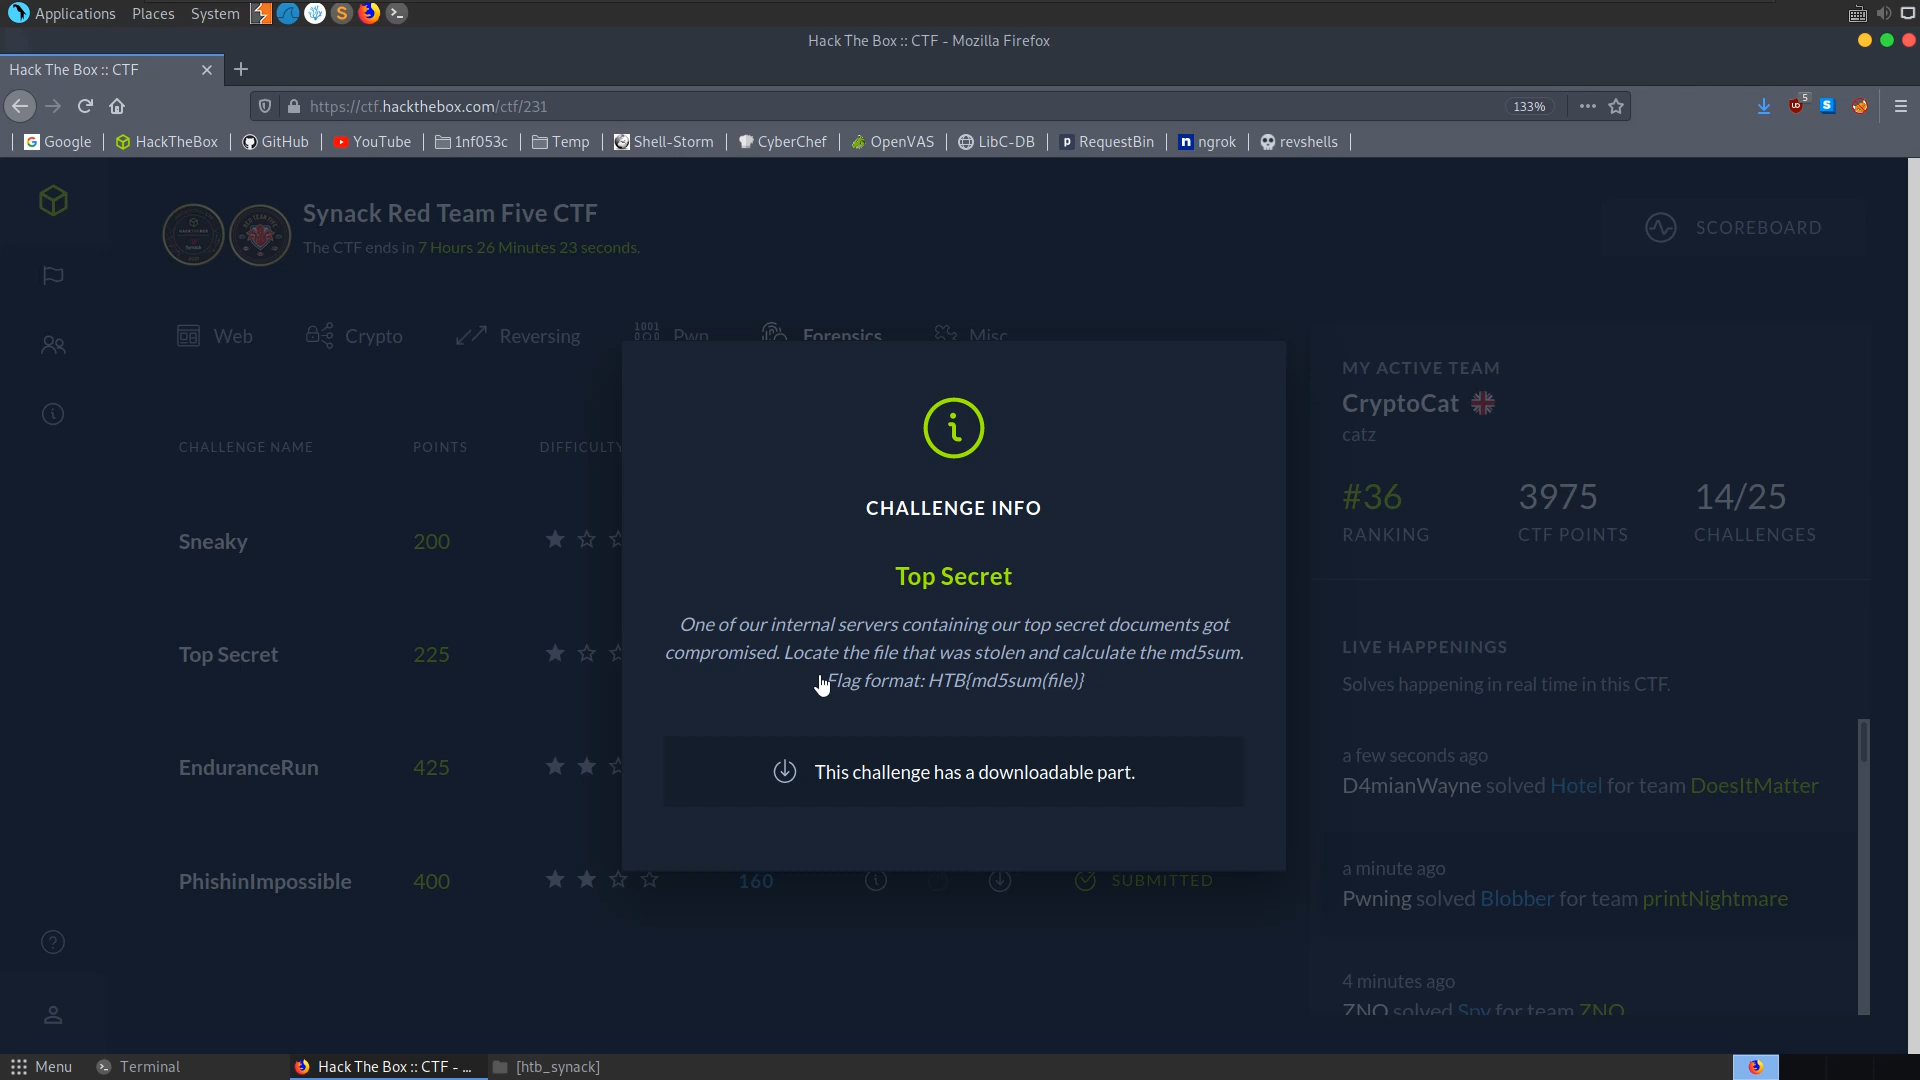 Applications Places System
Hack The Box :: CTF - Mozilla Firefox
Hack The Box :: CTF
https://ctf.hackthebox.com/ctf/231
133%
5
Google HackTheBox GitHub YouTube 1nf053c Temp Shell-Storm CyberChef OpenVAS LibC-DB RequestBin ngrok revshells
Synack Red Team Five CTF
The CTF ends in 7 Hours 26 Minutes 23 seconds.
SCOREBOARD
Web Crypto Reversing Pwn Forensics Misc
CHALLENGE NAME POINTS DIFFICULTY
Sneaky 200
Top Secret 225
EnduranceRun 425
PhishinImpossible 400 160 SUBMITTED
CHALLENGE INFO
Top Secret
One of our internal servers containing our top secret documents got
compromised. Locate the file that was stolen and calculate the md5sum.
Flag format: HTB{md5sum(file)}
This challenge has a downloadable part.
MY ACTIVE TEAM
CryptoCat
catz
#36 3975 14/25
RANKING CTF POINTS CHALLENGES
LIVE HAPPENINGS
Solves happening in real time in this CTF.
a few seconds ago
D4mianWayne solved Hotel for team DoesItMatter
a minute ago
Pwning solved Blobber for team printNightmare
4 minutes ago
ZNQ solved Spy for team ZNQ
Menu Terminal Hack The Box :: CTF - ... [htb_synack]